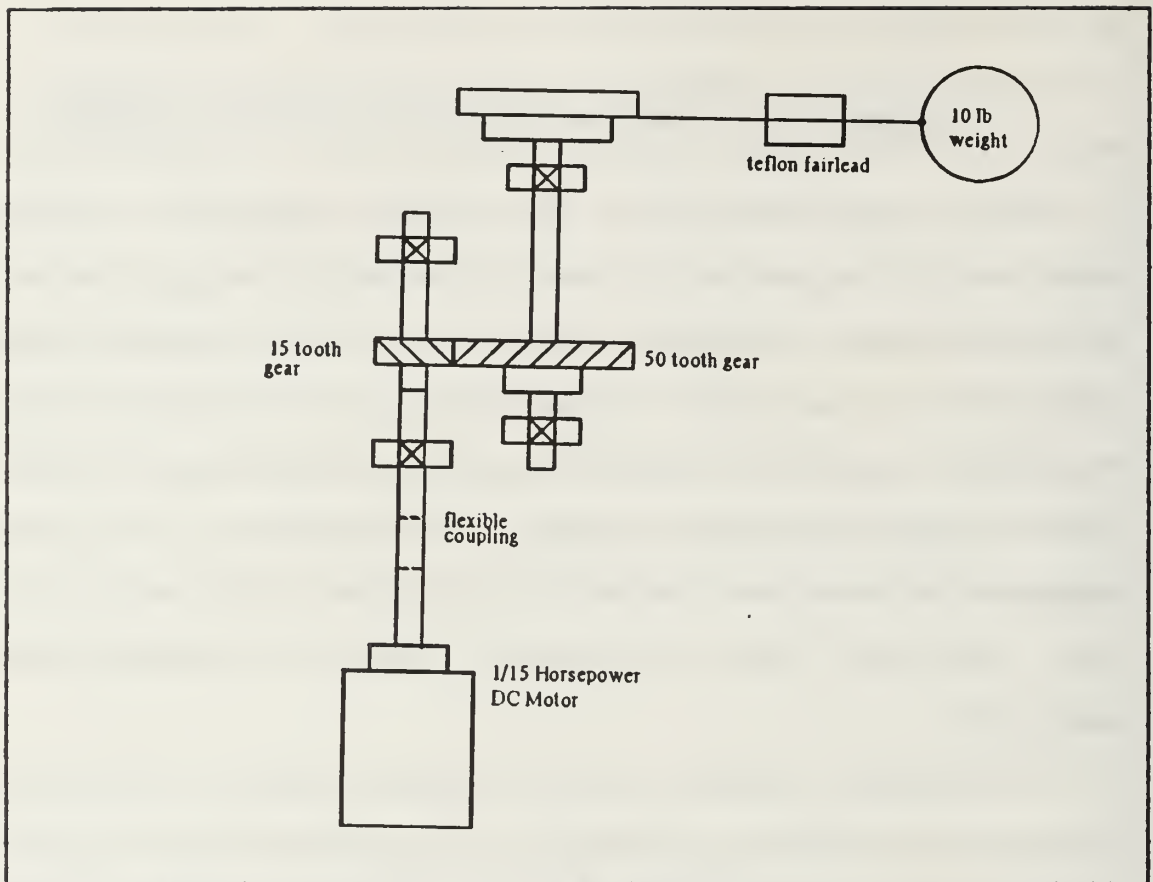 10 lb
weight
teflon fairlead
15 tooth
gear
50 tooth gear
flexible
coupling
1/15 Horsepower
DC Motor